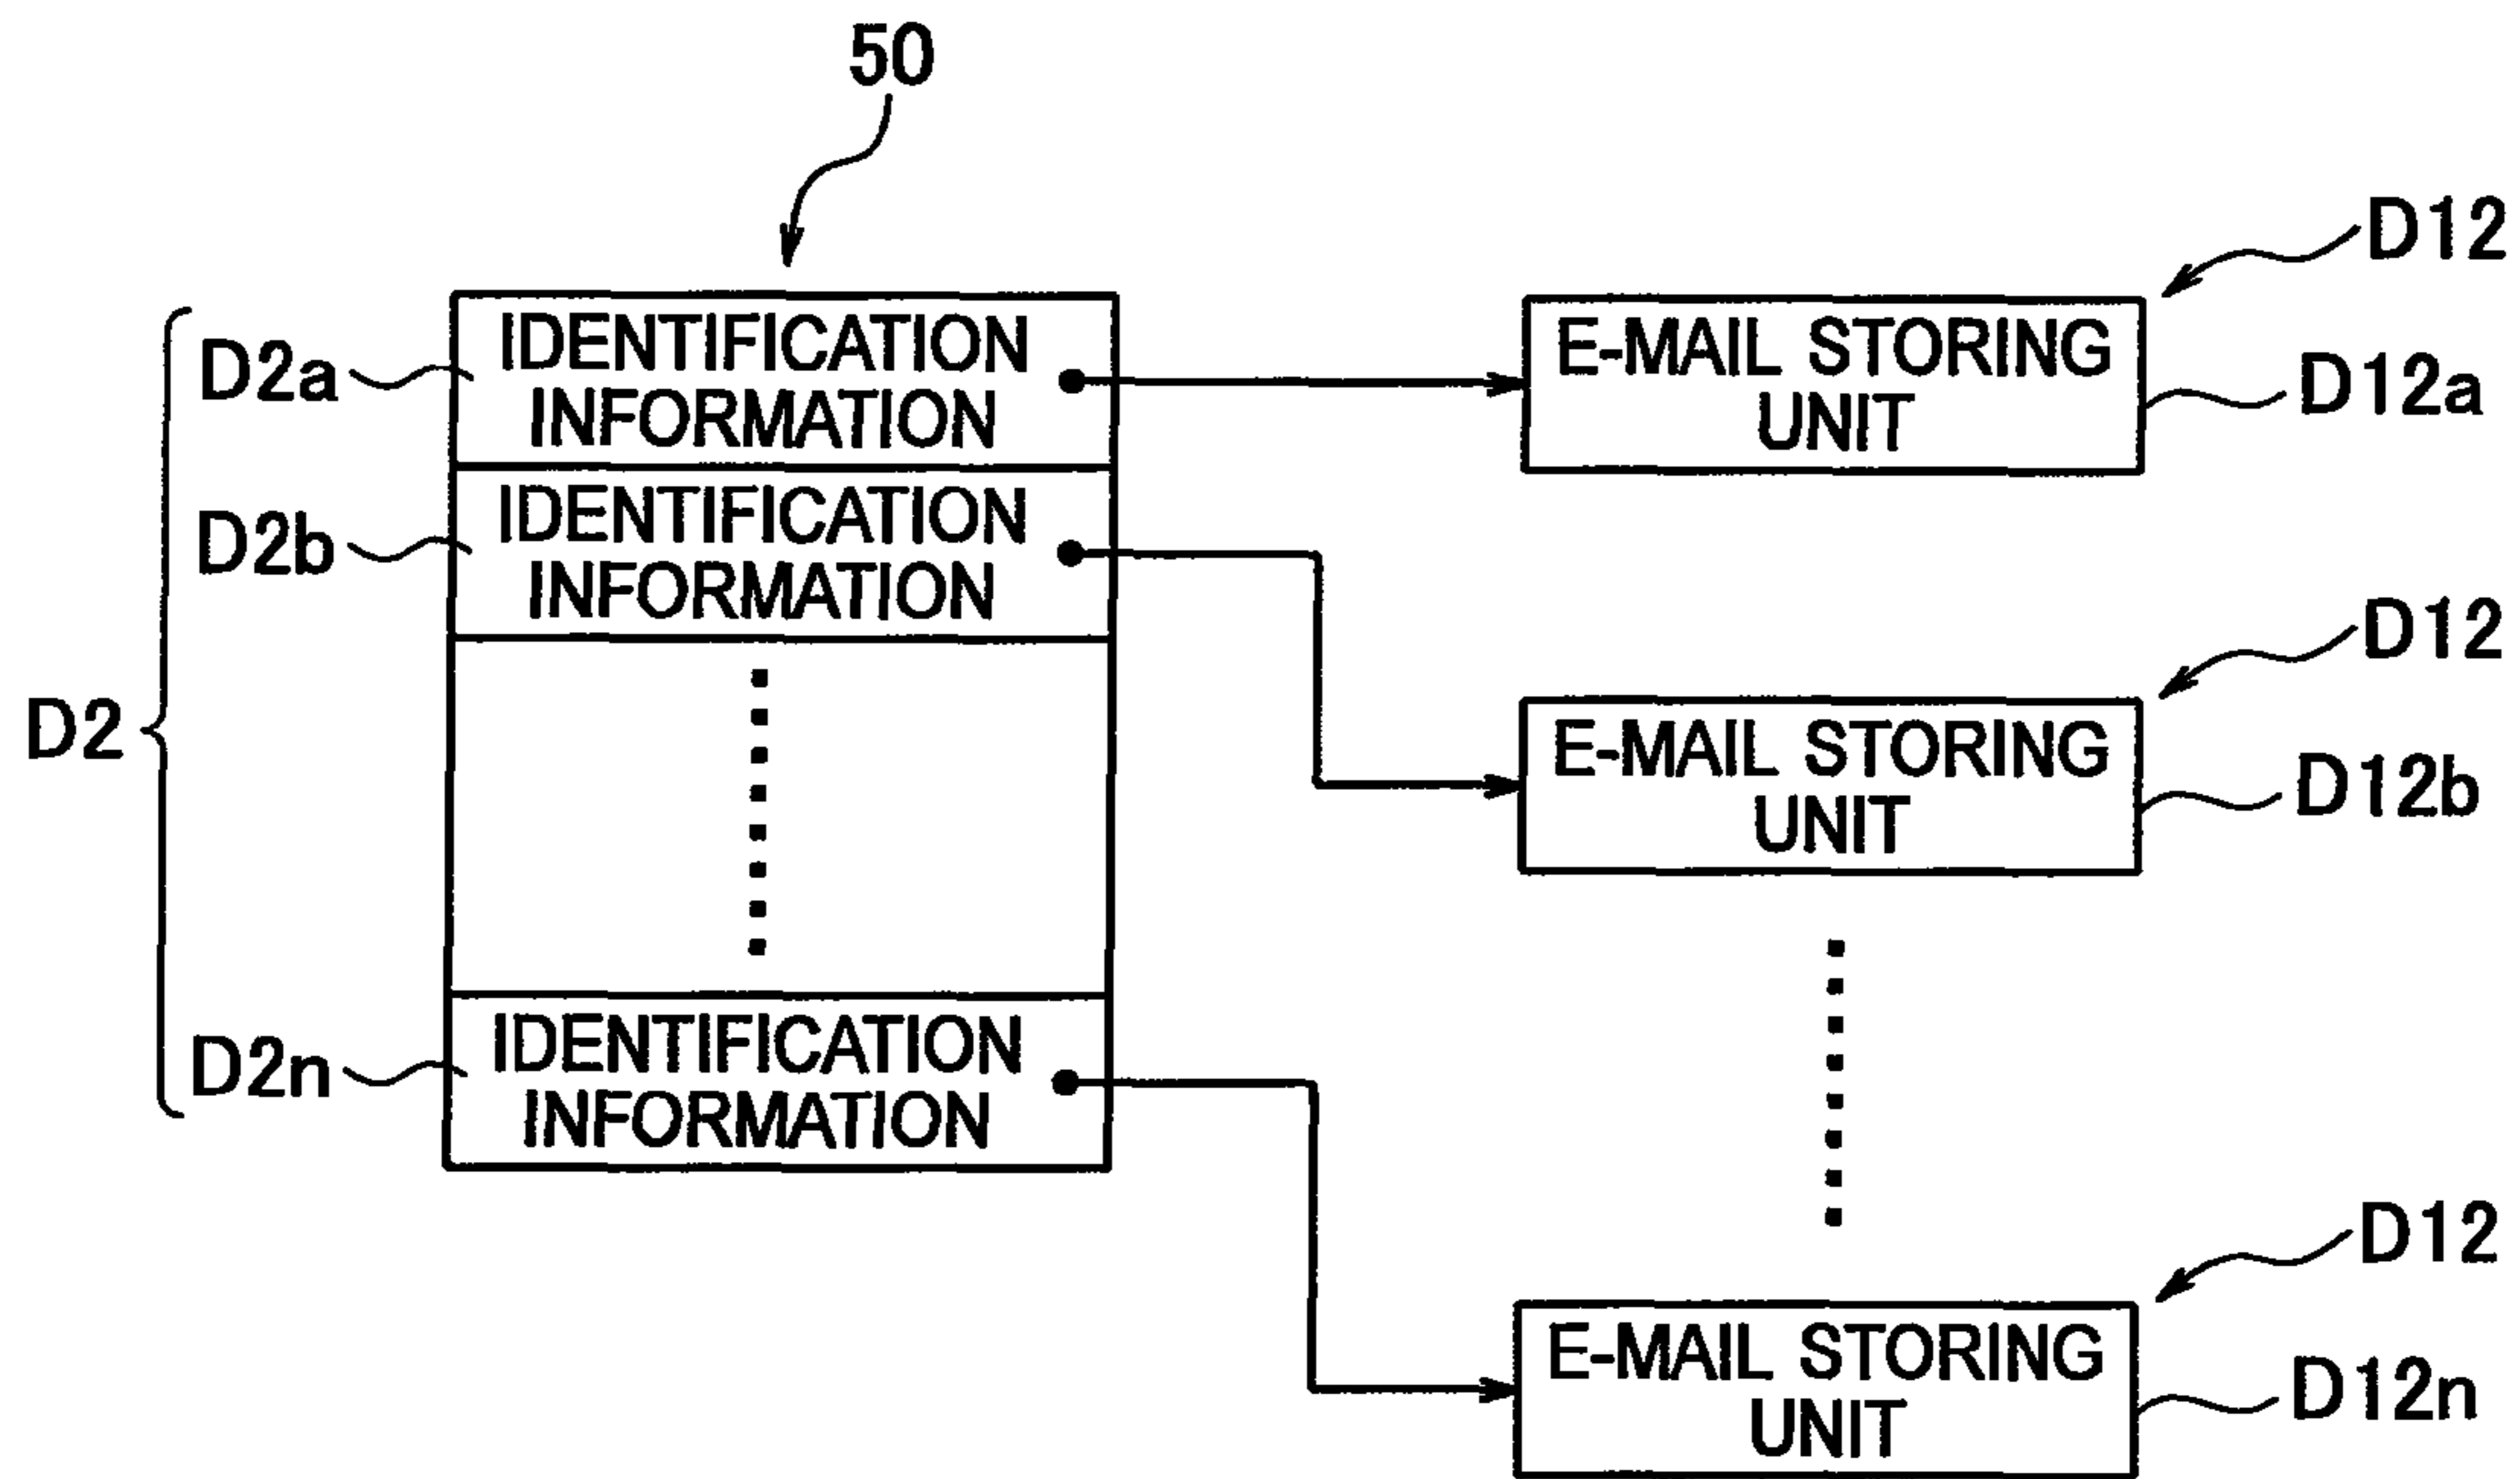 50
D12
D2a
IDENTIFICATION
INFORMATION
E-MAIL STORING
UNIT
D12a
D2b
IDENTIFICATION
INFORMATION
D12
D2
E-MAIL STORING
UNIT
D12b
D2n
IDENTIFICATION
INFORMATION
D12
E-MAIL STORING
UNIT
D12n